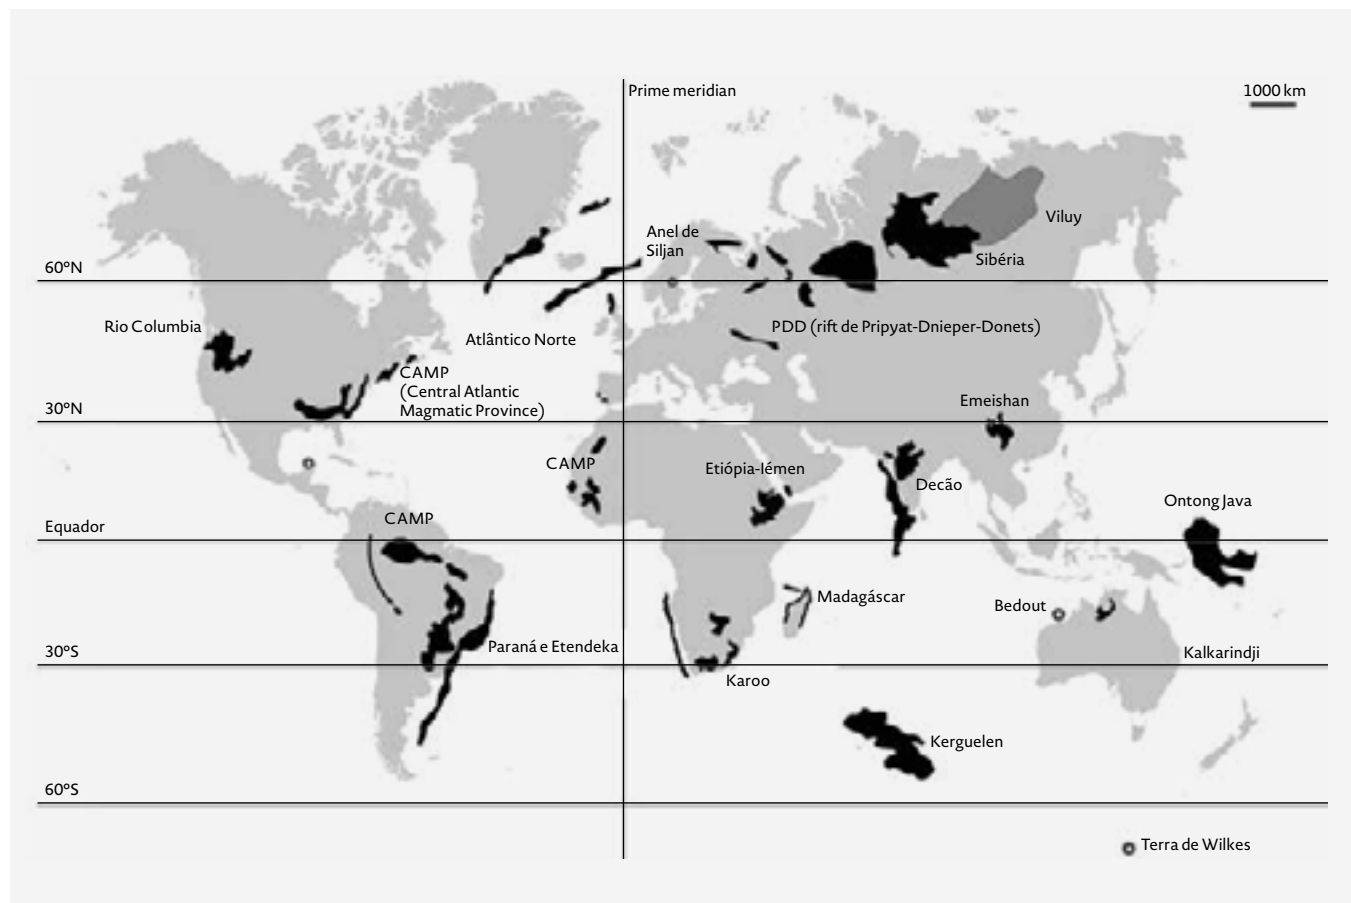 Prime meridian
1000 km
Viluy
Anel de
Siljan
Sibéria
60ºN
Rio Columbia
PDD (rift de Pripyat-Dnieper-Donets)
Atlântico Norte
CAMP
(Central Atlantic
Magmatic Province)
Emeishan
30ºN
CAMP
Etiópia-Iémen
Decão
Ontong Java
CAMP
Equador
Madagáscar
Bedout
Paraná e Etendeka
Kalkarindji
30ºS
Karoo
Kerguelen
60ºS
Terra de Wilkes